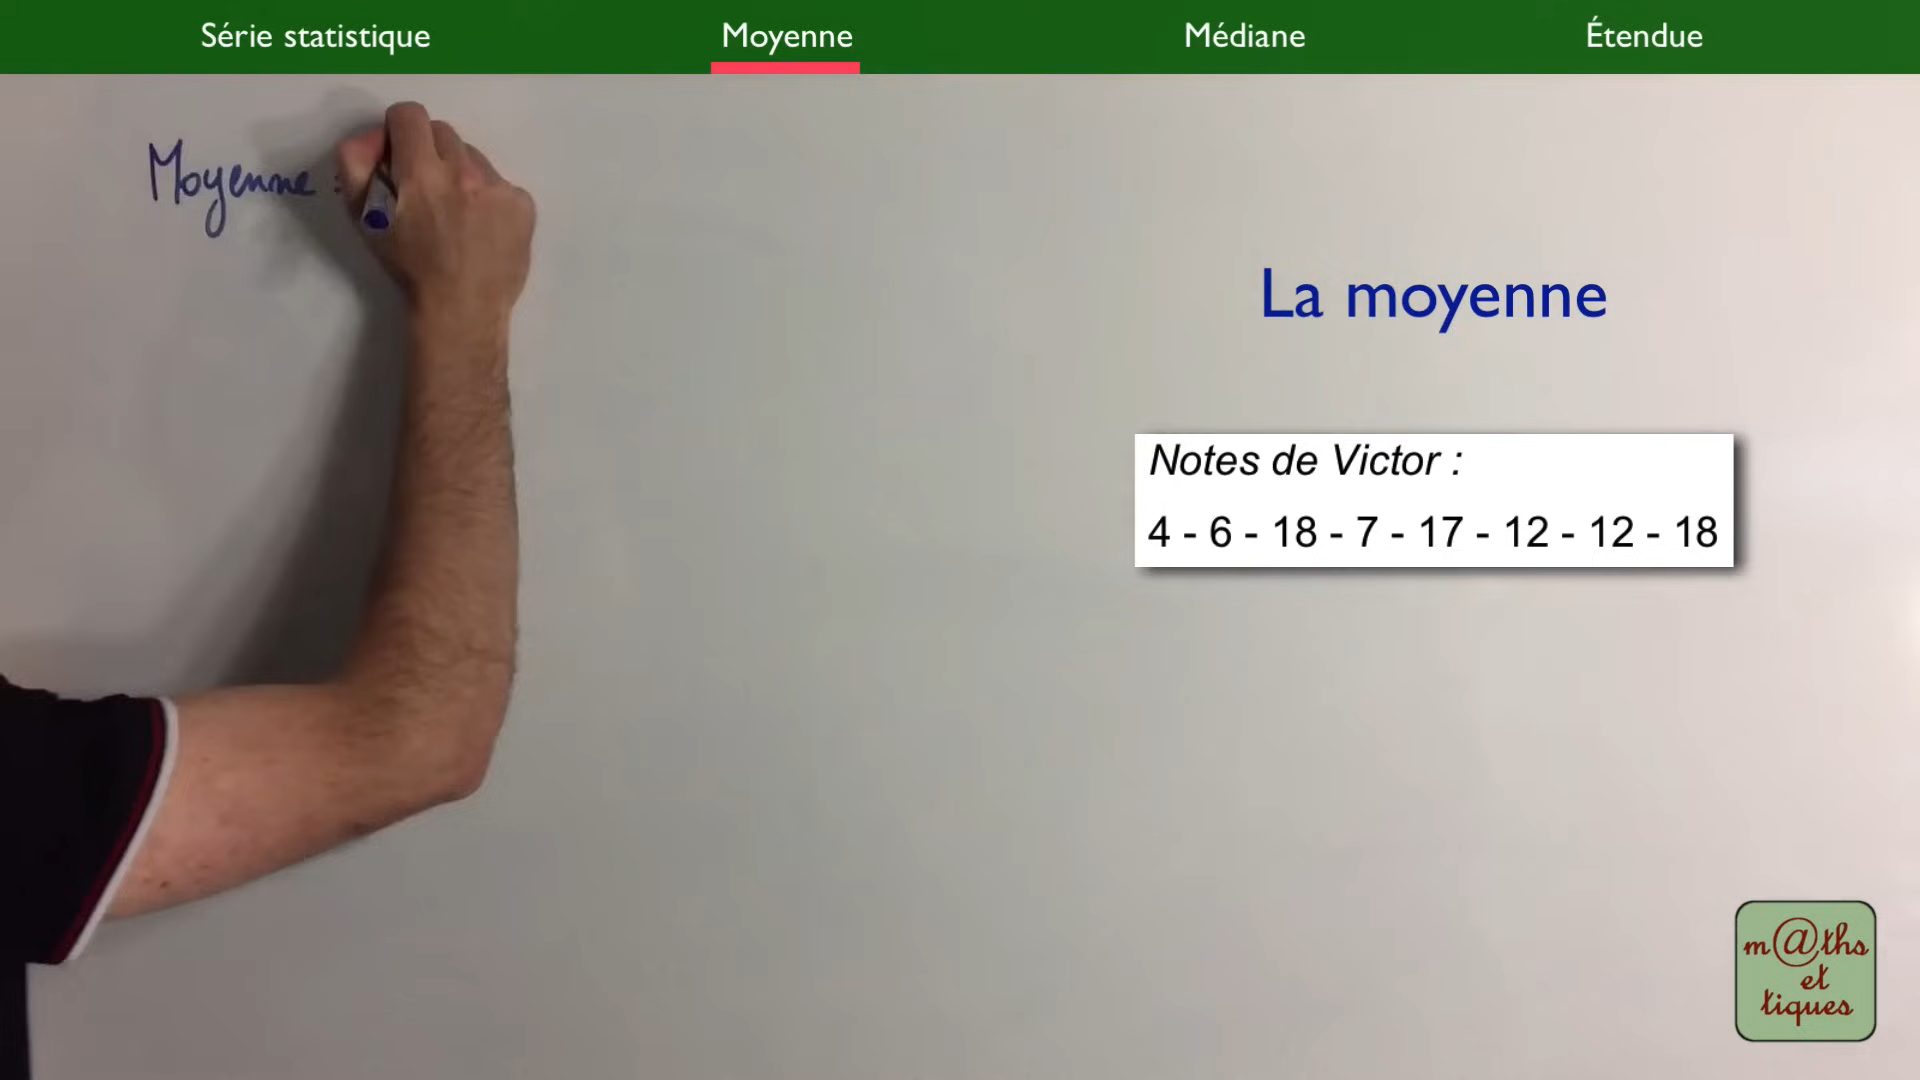 Série statistique Moyenne Médiane Étendue
Moyenne :
La moyenne
Notes de Victor :
4 - 6 - 18 - 7 - 17 - 12 - 12 - 18
m@ths
et
tiques